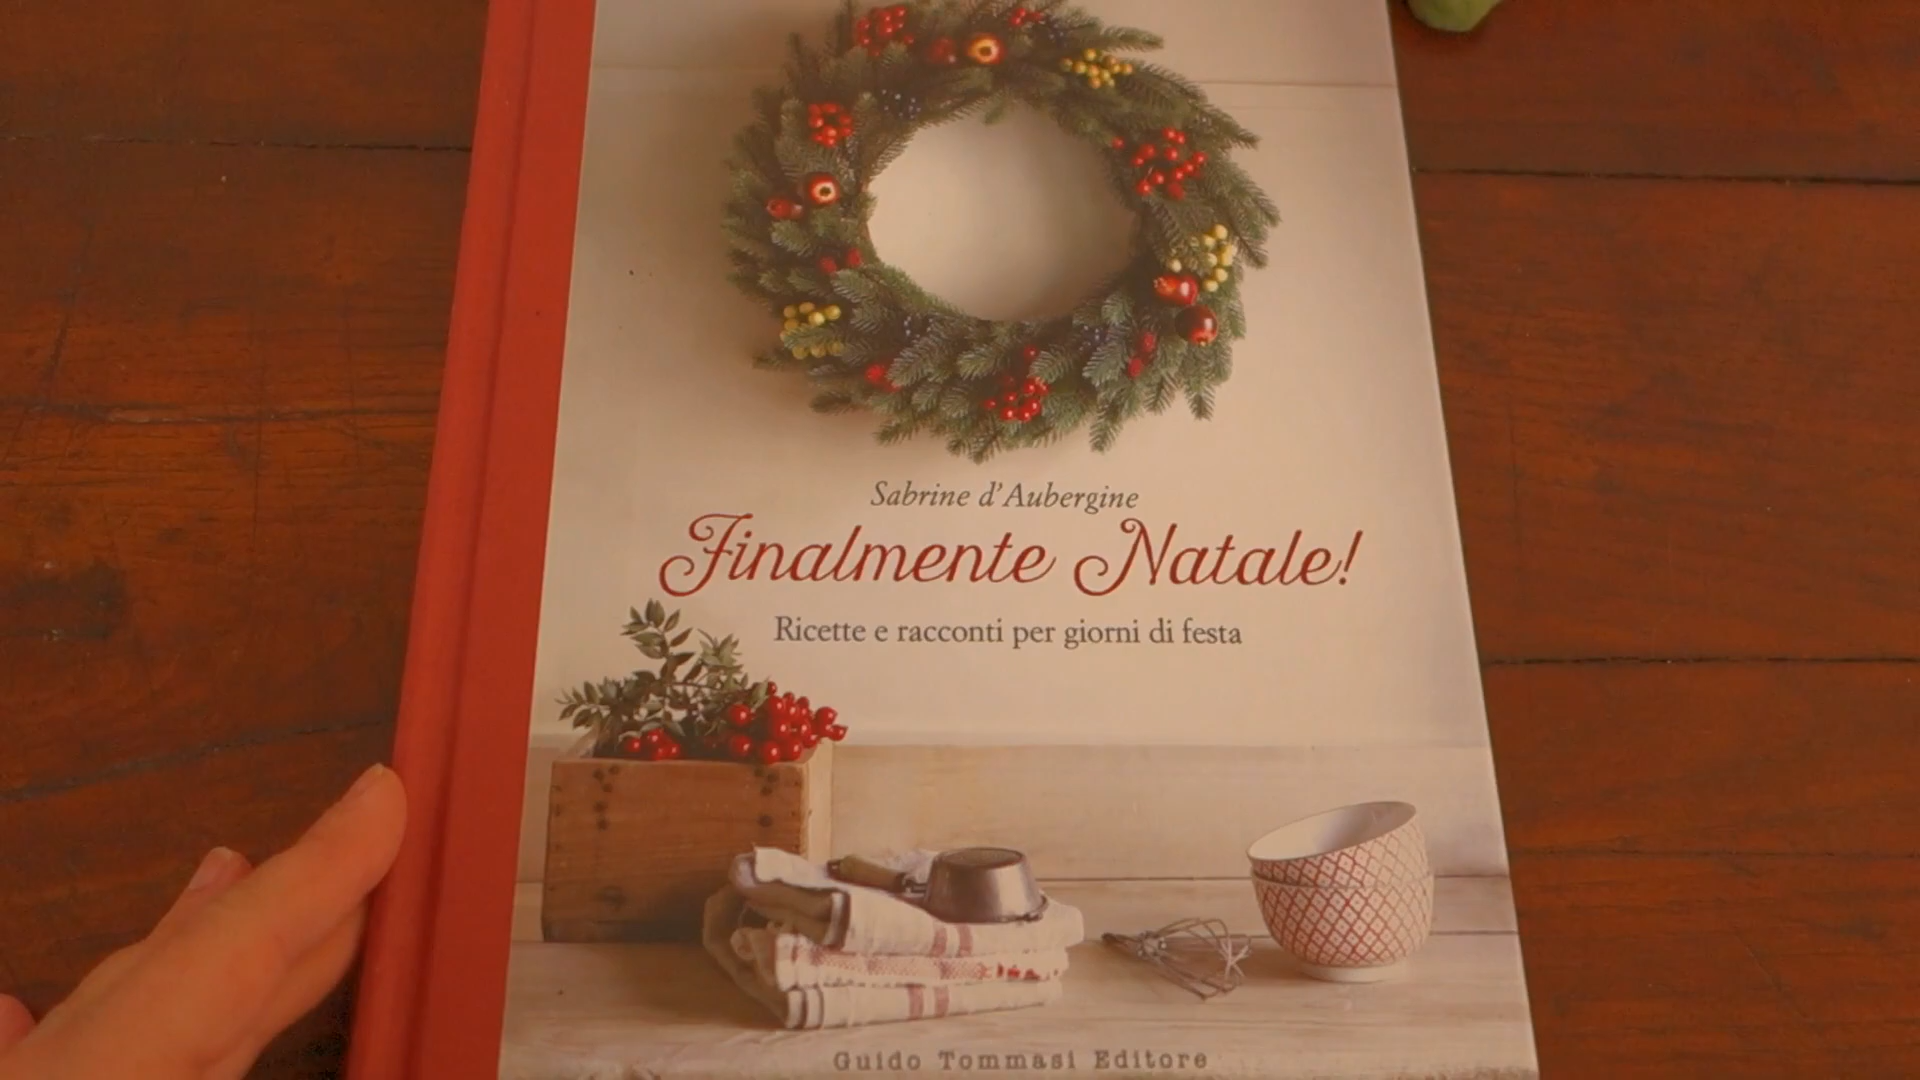 Sabrine d'Aubergine
Finalmente Natale!
Ricette e racconti per giorni di festa
Guido Tommasi Editore